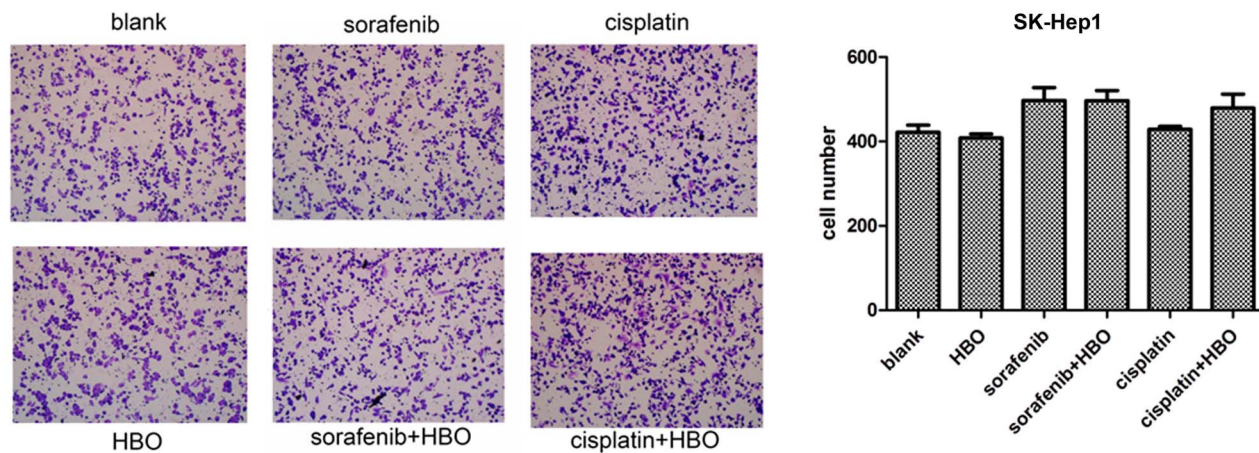 blank
sorafenib
cisplatin
HBO
sorafenib+HBO
cisplatin+HBO
SK-Hep1
600
400
200
0
cell number
blank
HBO
sorafenib
sorafenib+HBO
cisplatin
cisplatin+HBO